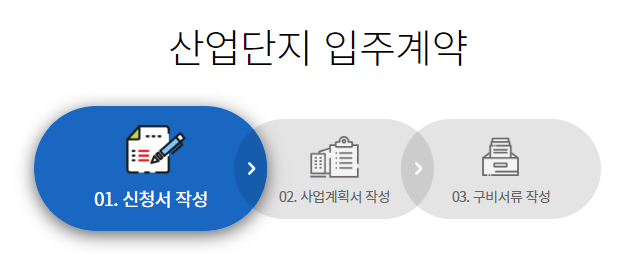 산업단지 입주계약
01. 신청서 작성
02. 사업계획서 작성
03. 구비서류 작성